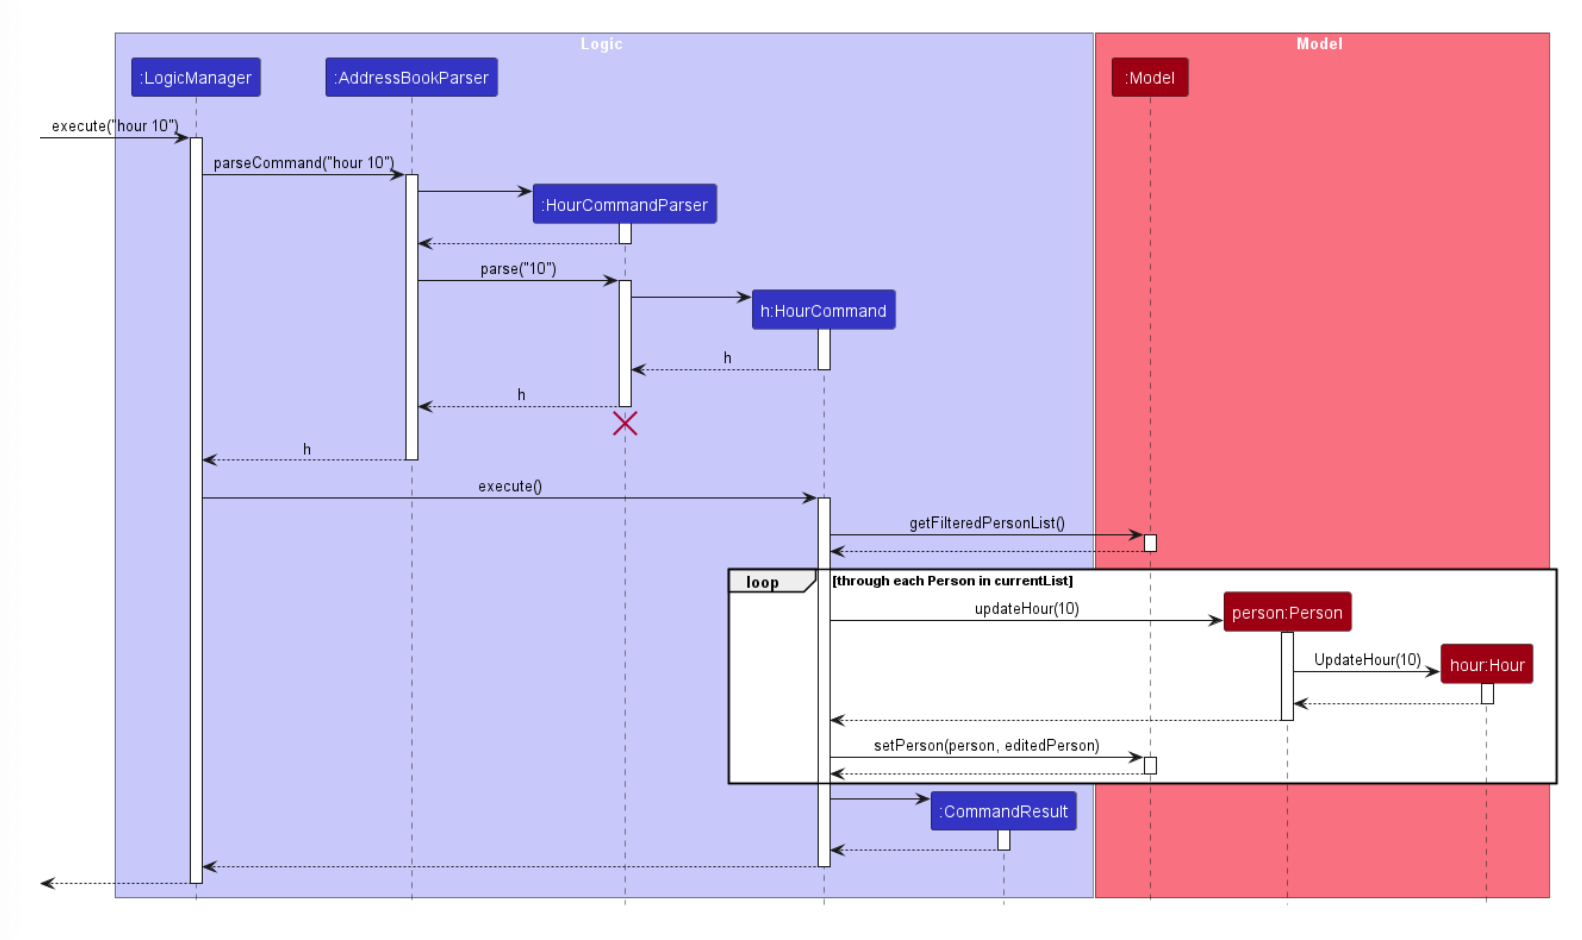 Logic
Model
:LogicManager
:AddressBookParser
:Model
execute("hour 10")
parseCommand("hour 10")
:HourCommandParser
parse("10")
h:HourCommand
h
h
h
execute()
getFilteredPersonList()
loop
[through each Person in currentList]
updateHour(10)
person:Person
UpdateHour(10)
hour:Hour
setPerson(person, editedPerson)
:CommandResult